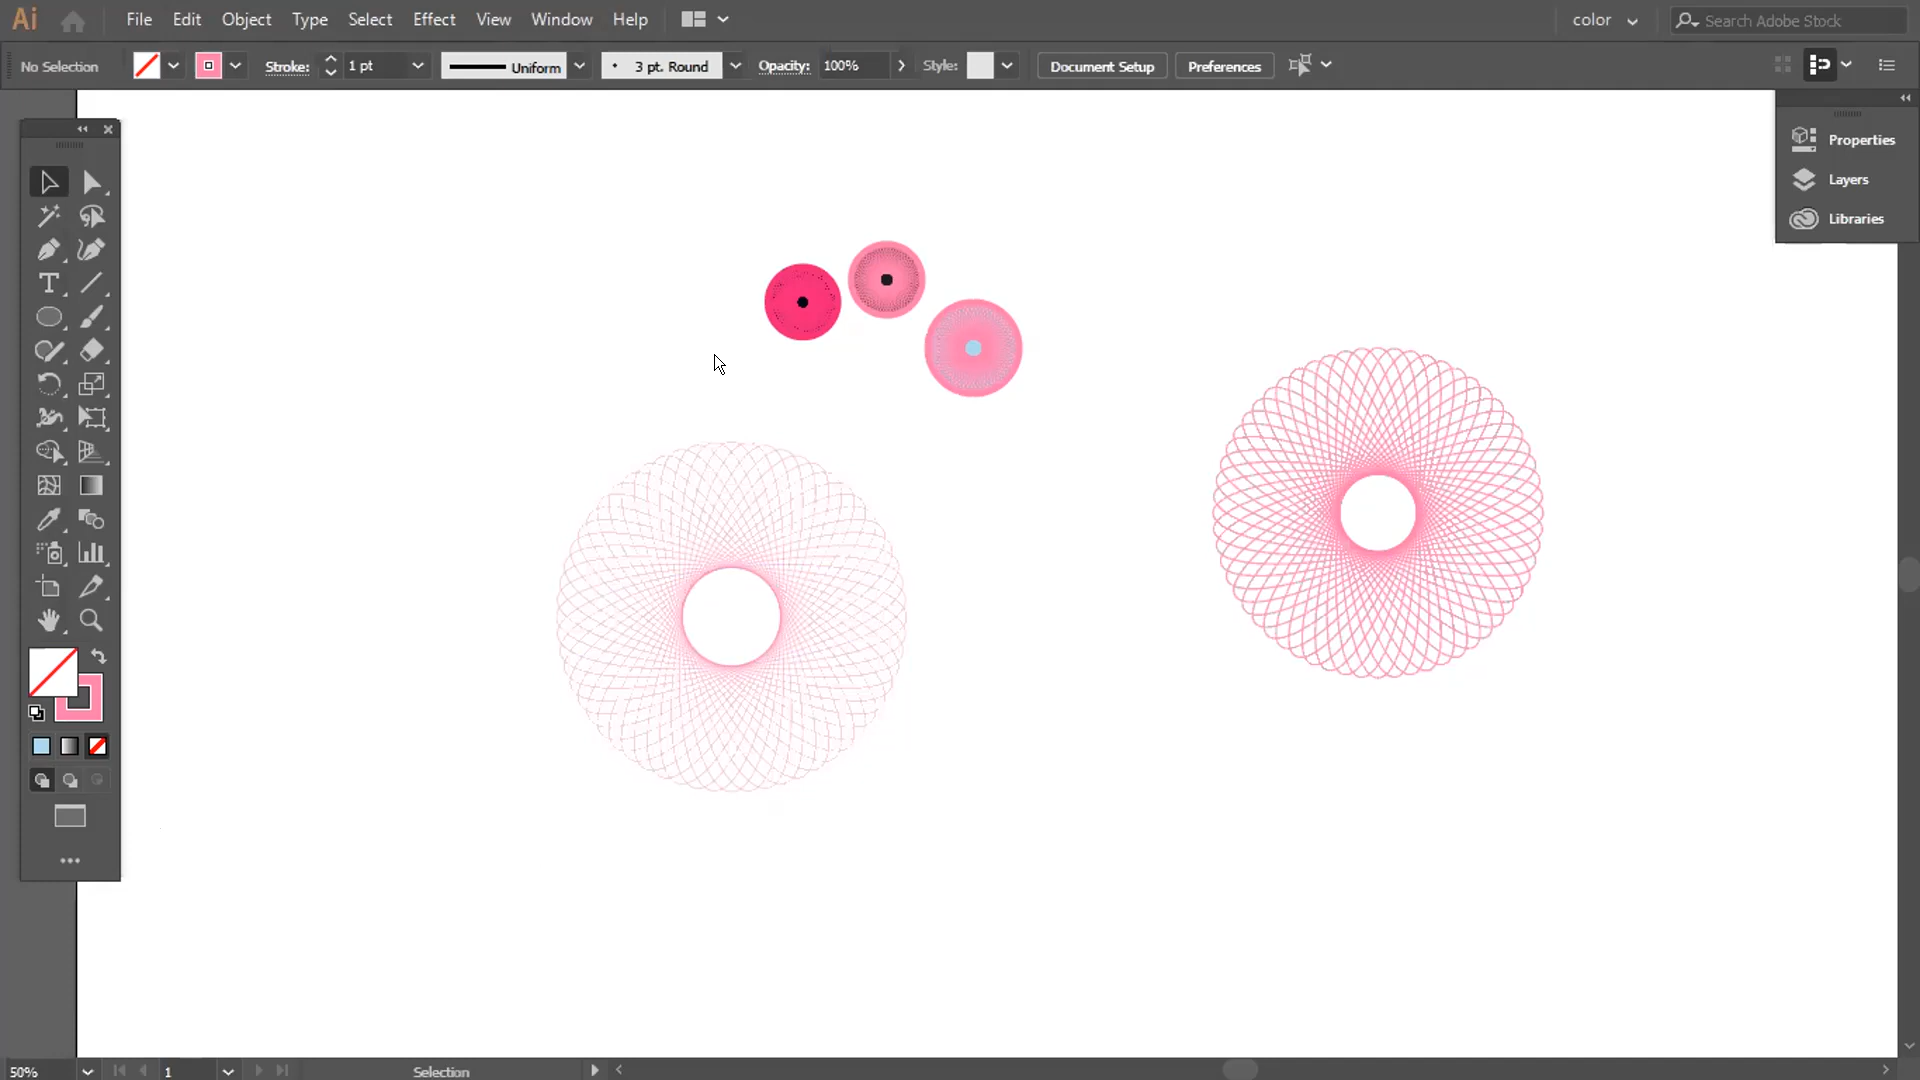 Ai File Edit Object Type Select Effect View Window Help color Search Adobe Stock
No Selection Stroke: 1 pt Uniform 3 pt. Round Opacity: 100% Style: Document Setup Preferences
Properties
Layers
Libraries
T
50% 1 Selection